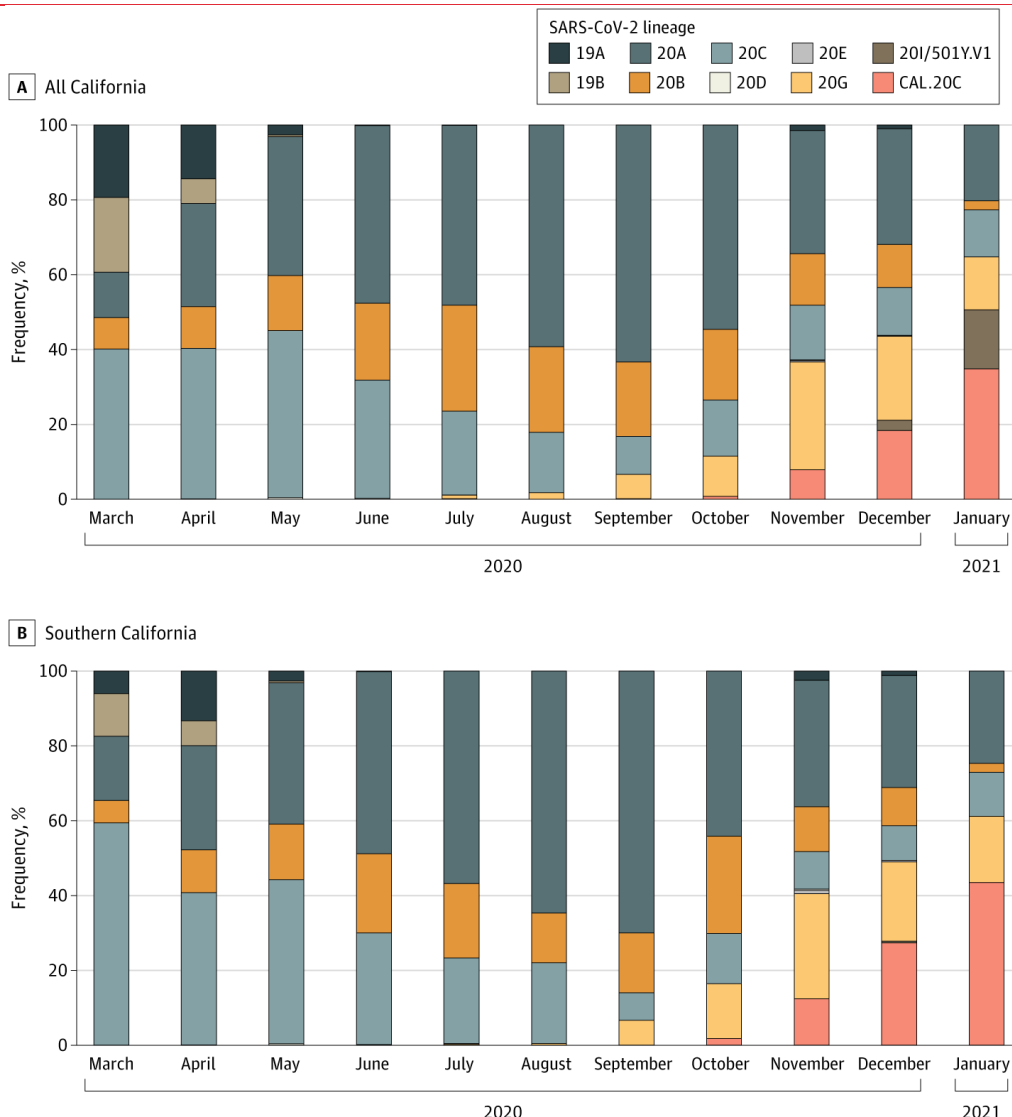 SARS-CoV-2 lineage
19A 20A 20C 20E 20I/501Y.V1
19B 20B 20D 20G CAL.20C
A All California
100
80
60
40
20
0
Frequency, %
March April May June July August September October November December January
2020 2021
B Southern California
100
80
60
40
20
0
Frequency, %
March April May June July August September October November December January
2020 2021